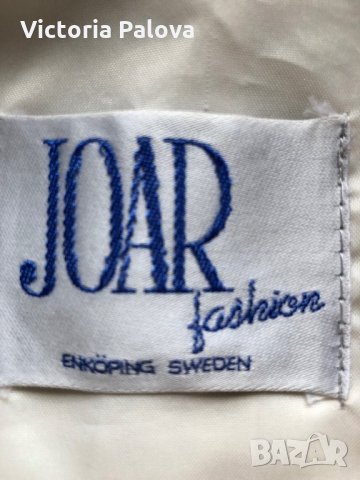 Victoria Palova
JOAR
fashion
ENKÖPING SWEDEN
BAZAR